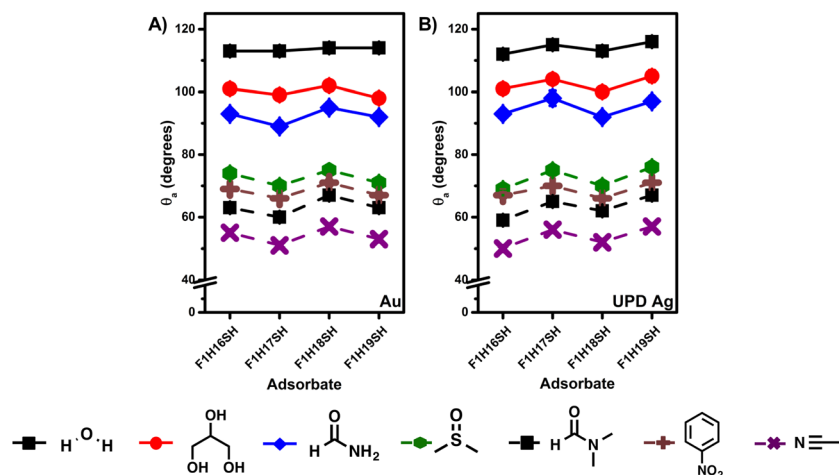 A)
B)
120
100
80
60
40
0
θa (degrees)
Au
F1H16SH
F1H17SH
F1H18SH
F1H19SH
Adsorbate
120
100
80
60
40
0
θa (degrees)
UPD Ag
F1H16SH
F1H17SH
F1H18SH
F1H19SH
Adsorbate
H O H
OH
OH OH
O
H NH2
O
S
O
H N
NO2
N